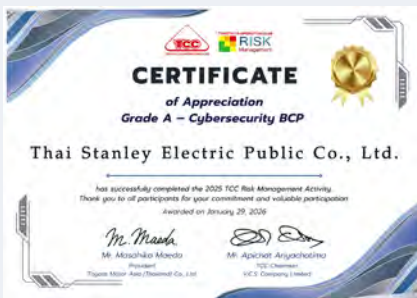 TCC
RISK
Management
CERTIFICATE
of Appreciation
Grade A – Cybersecurity BCP
Thai Stanley Electric Public Co., Ltd.
has successfully completed the 2025 TCC Risk Management Activity.
Thank you to all participants for your commitment and valuable participation
Awarded on January 29, 2026
M. Maeda
Mr. Masahiko Maeda
Mr. Apichat Ariyachatima
President
TCC Chairman
Toyota Motor Asia (Thailand) Co., Ltd.
Company Limited